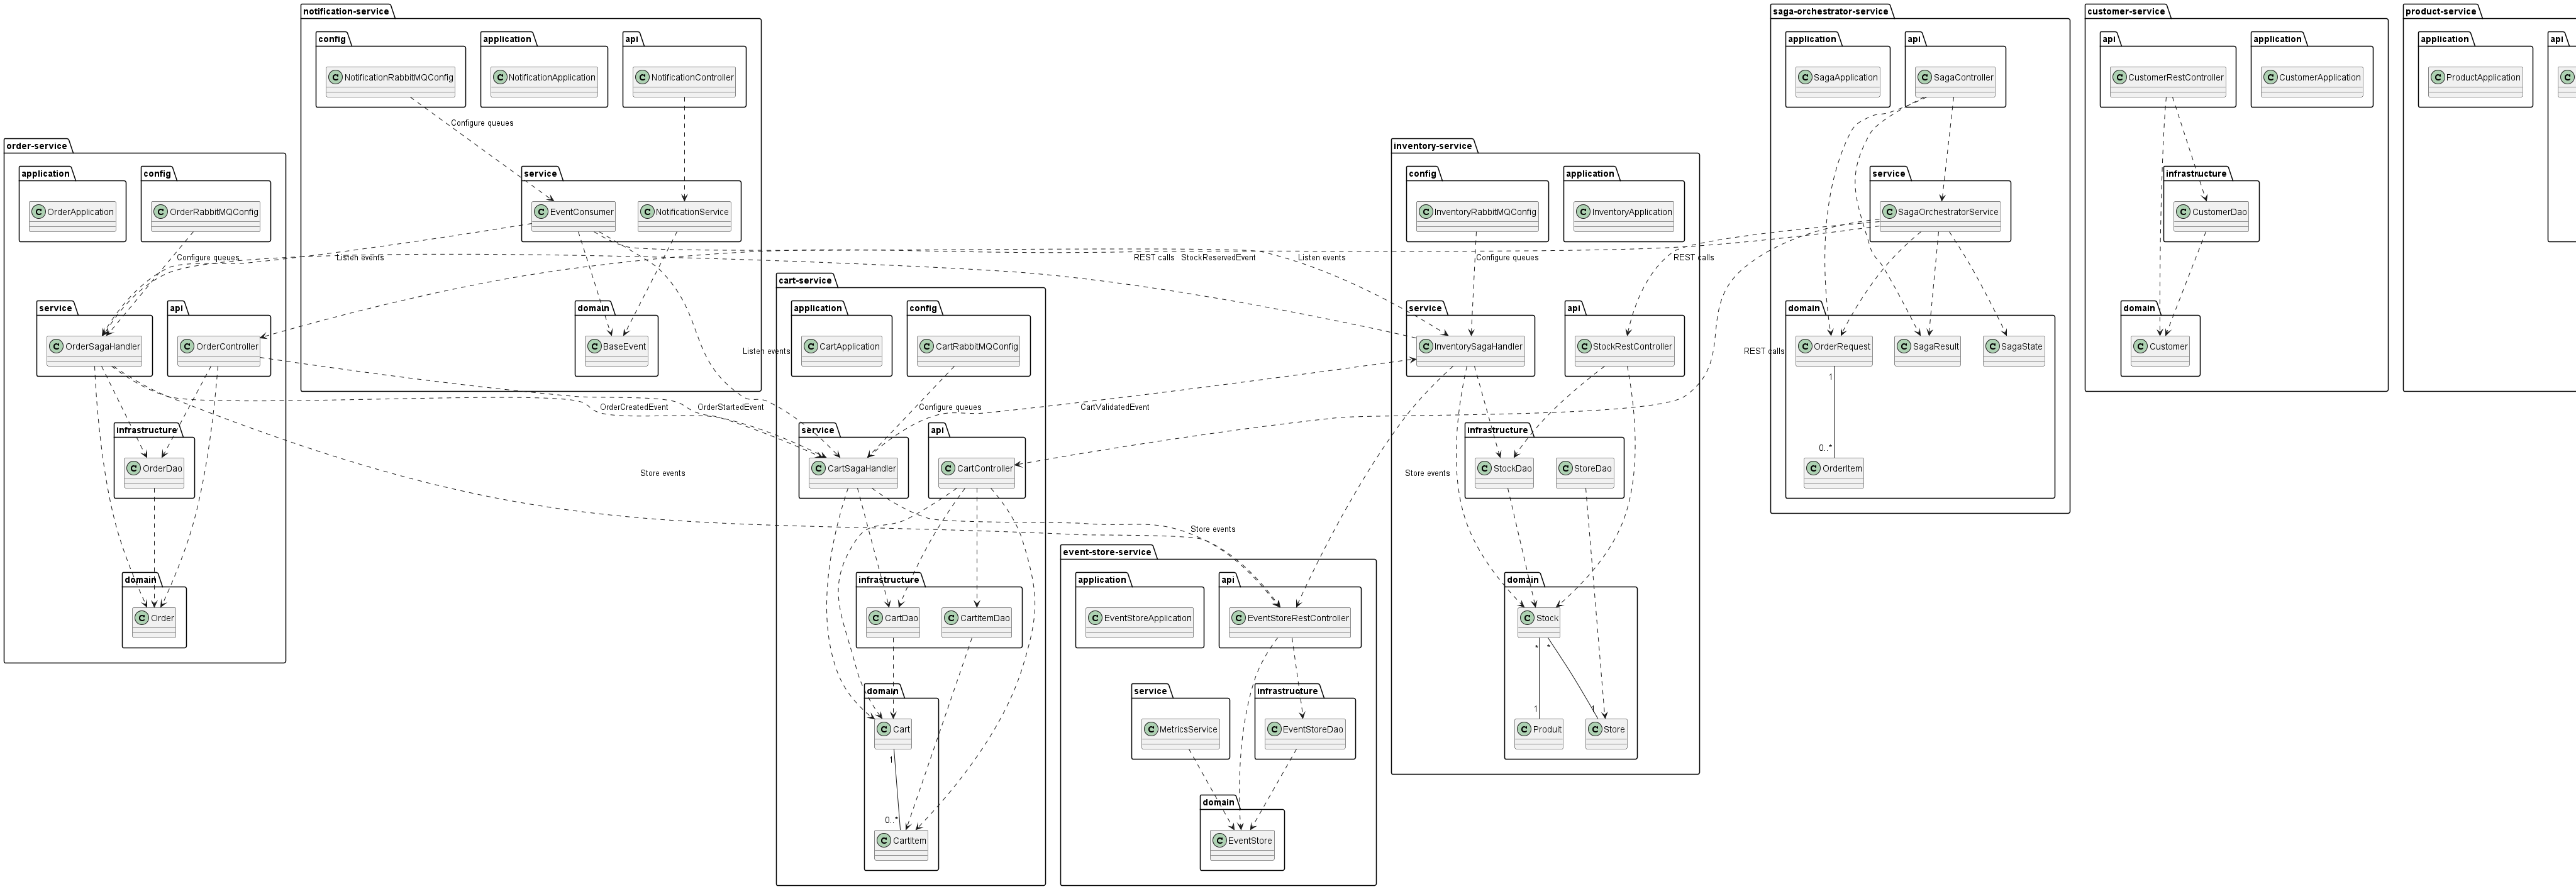 notification-service
config
C NotificationRabbitMQConfig
application
C NotificationApplication
api
C NotificationController
Configure queues
service
C EventConsumer
C NotificationService
domain
C BaseEvent
order-service
application
C OrderApplication
config
C OrderRabbitMQConfig
Configure queues
Listen events
service
C OrderSagaHandler
api
C OrderController
infrastructure
C OrderDao
domain
C Order
OrderCreatedEvent
OrderStartedEvent
Store events
Listen events
cart-service
application
C CartApplication
config
C CartRabbitMQConfig
Configure queues
service
C CartSagaHandler
api
C CartController
infrastructure
C CartDao
C CartItemDao
domain
C Cart
1
0..*
C CartItem
REST calls
StockReservedEvent
Listen events
CartValidatedEvent
Store events
event-store-service
application
C EventStoreApplication
api
C EventStoreRestController
service
C MetricsService
infrastructure
C EventStoreDao
domain
C EventStore
inventory-service
config
C InventoryRabbitMQConfig
application
C InventoryApplication
Configure queues
service
C InventorySagaHandler
api
C StockRestController
Store events
infrastructure
C StockDao
C StoreDao
domain
C Stock
*
*
1
1
C Produit
C Store
REST calls
REST calls
saga-orchestrator-service
application
C SagaApplication
api
C SagaController
service
C SagaOrchestratorService
domain
C OrderRequest
C SagaResult
C SagaState
1
0..*
C OrderItem
customer-service
api
C CustomerRestController
application
C CustomerApplication
infrastructure
C CustomerDao
domain
C Customer
product-service
application
C ProductApplication
api
C